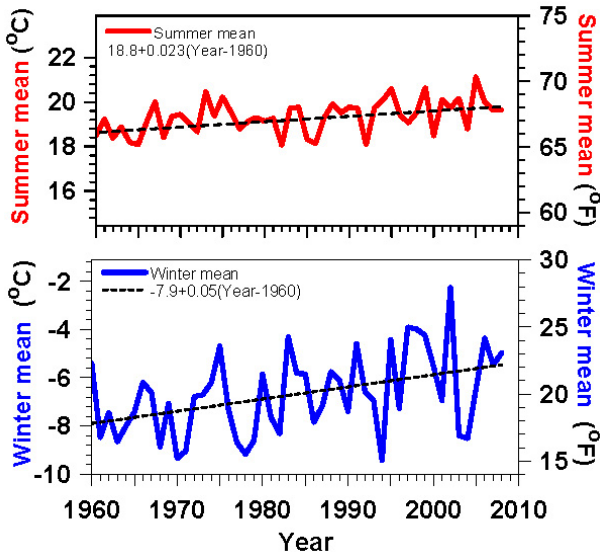 Summer mean (°C)
22
20
18
16
Summer mean
18.8+0.023(Year-1960)
75
70
65
60
Summer mean (°F)
Winter mean (°C)
-2
-4
-6
-8
-10
Winter mean
-7.9+0.05(Year-1960)
30
25
20
15
Winter mean (°F)
1960 1970 1980 1990 2000 2010
Year